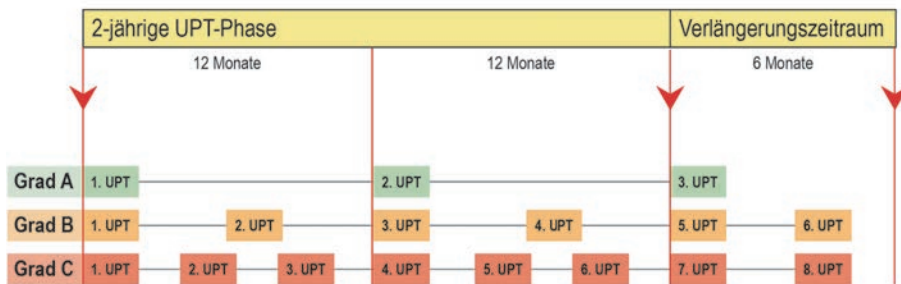 2-jährige UPT-Phase Verlängerungszeitraum
12 Monate 12 Monate 6 Monate
Grad A 1. UPT 2. UPT 3. UPT
Grad B 1. UPT 2. UPT 3. UPT 4. UPT 5. UPT 6. UPT
Grad C 1. UPT 2. UPT 3. UPT 4. UPT 5. UPT 6. UPT 7. UPT 8. UPT